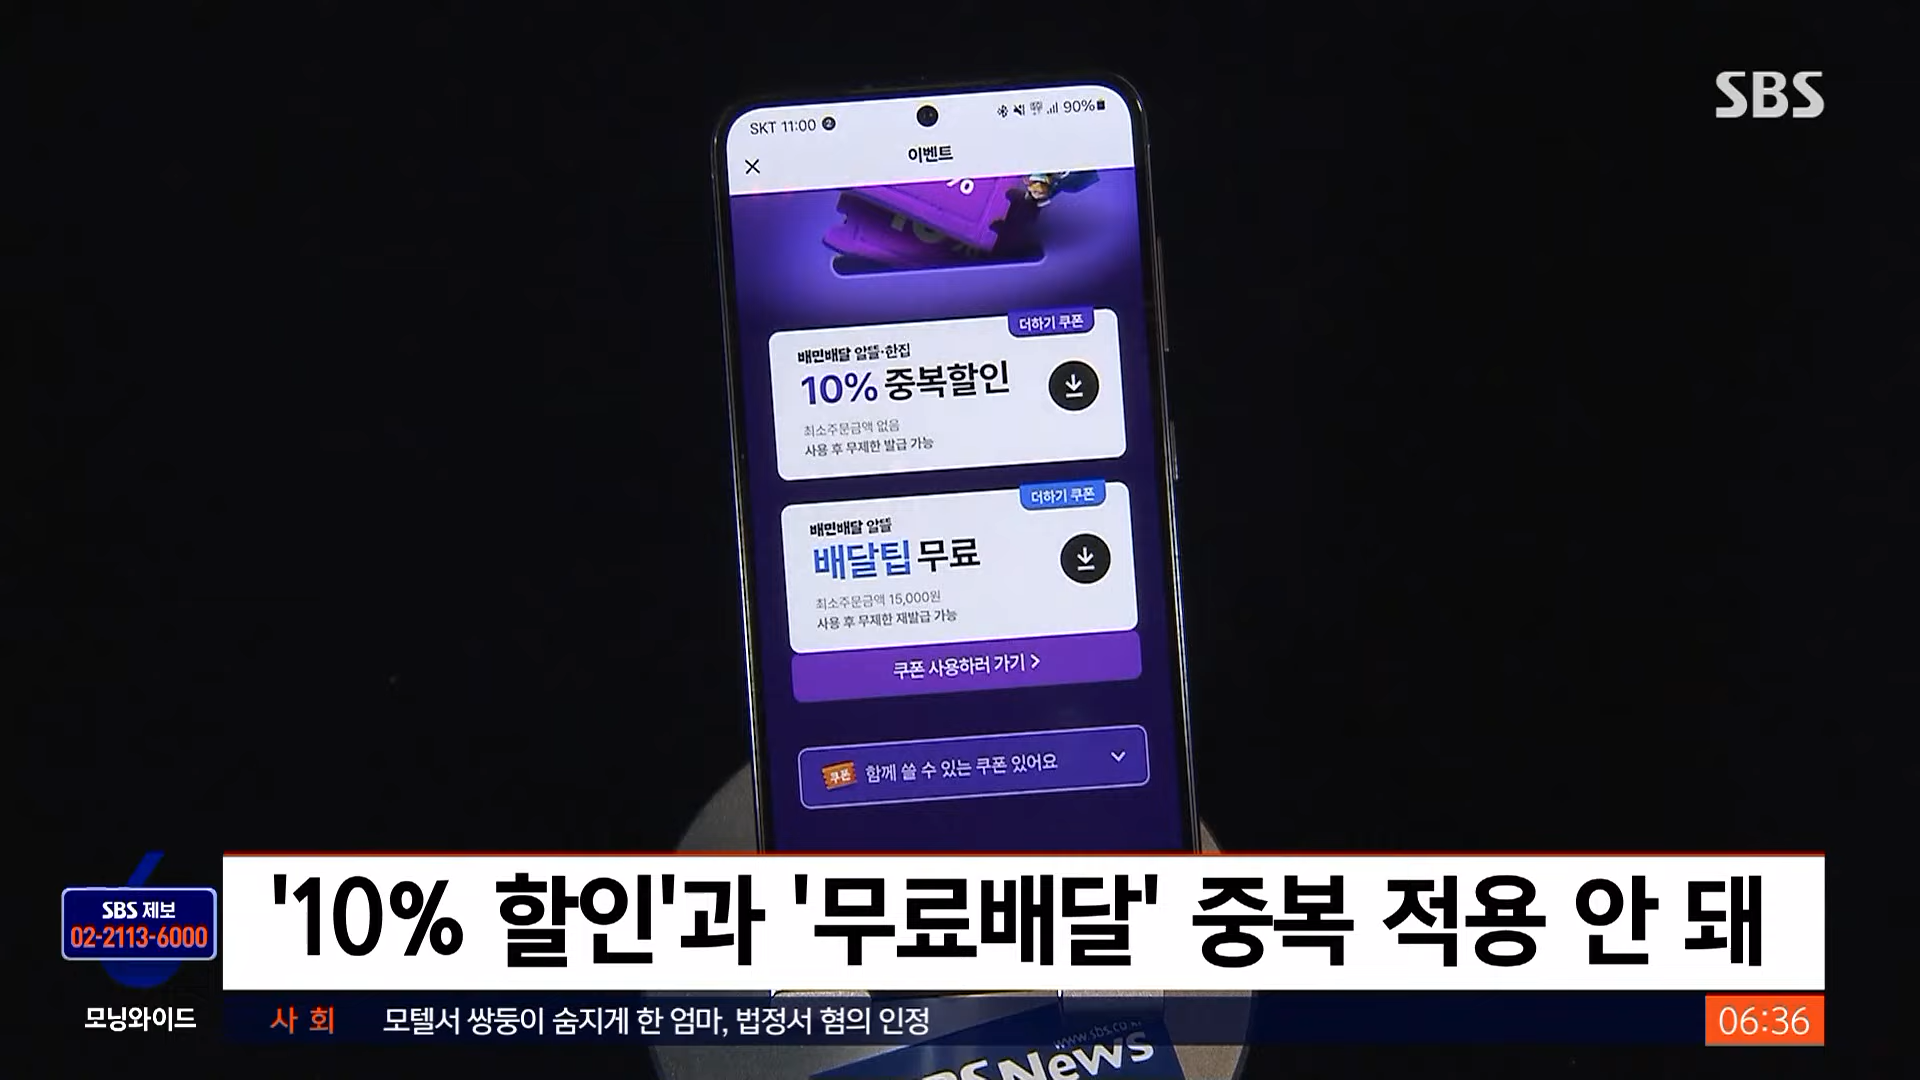 SBS
SKT 11:00 2
90%
이벤트
%
10%
더하기 쿠폰
배민배달 알뜰·한집
10% 중복할인
최소주문금액 없음
사용 후 무제한 발급 가능
더하기 쿠폰
배민배달 알뜰
배달팁 무료
최소주문금액 15,000원
사용 후 무제한 재발급 가능
쿠폰 사용하러 가기 >
쿠폰 함께 쓸 수 있는 쿠폰 있어요
'10% 할인'과 '무료배달' 중복 적용 안 돼
SBS 제보
02-2113-6000
모닝와이드
사 회 모텔서 쌍둥이 숨지게 한 엄마, 법정서 혐의 인정
06:36
www.sbs.co.kr
SBS News